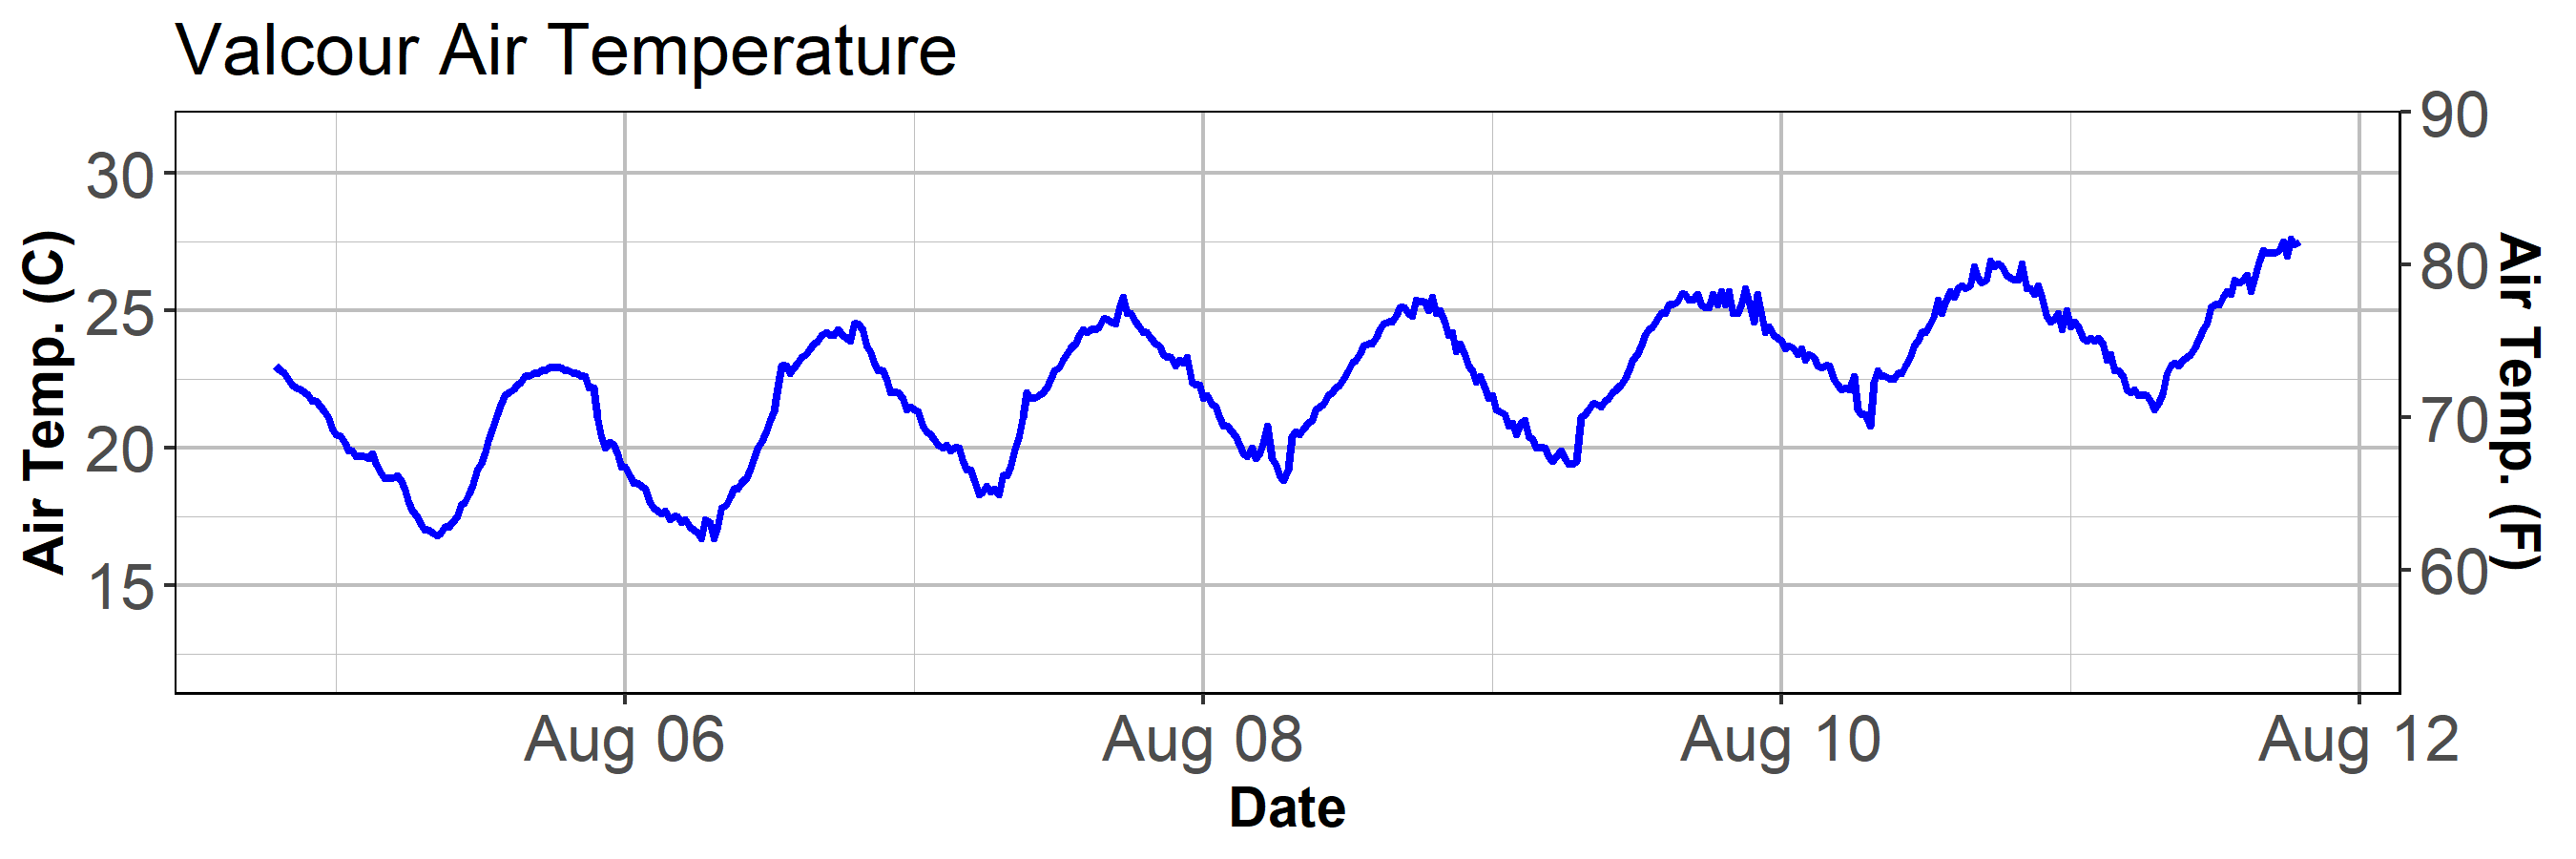 Valcour Air Temperature
Air Temp. (C)
30
25
20
15
90
80
70
60
Air Temp. (F)
Aug 06
Aug 08
Aug 10
Aug 12
Date